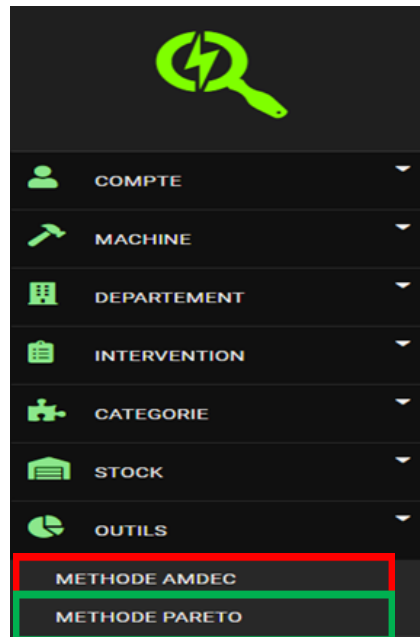 COMPTE
MACHINE
DEPARTEMENT
INTERVENTION
CATEGORIE
STOCK
OUTILS
METHODE AMDEC
METHODE PARETO